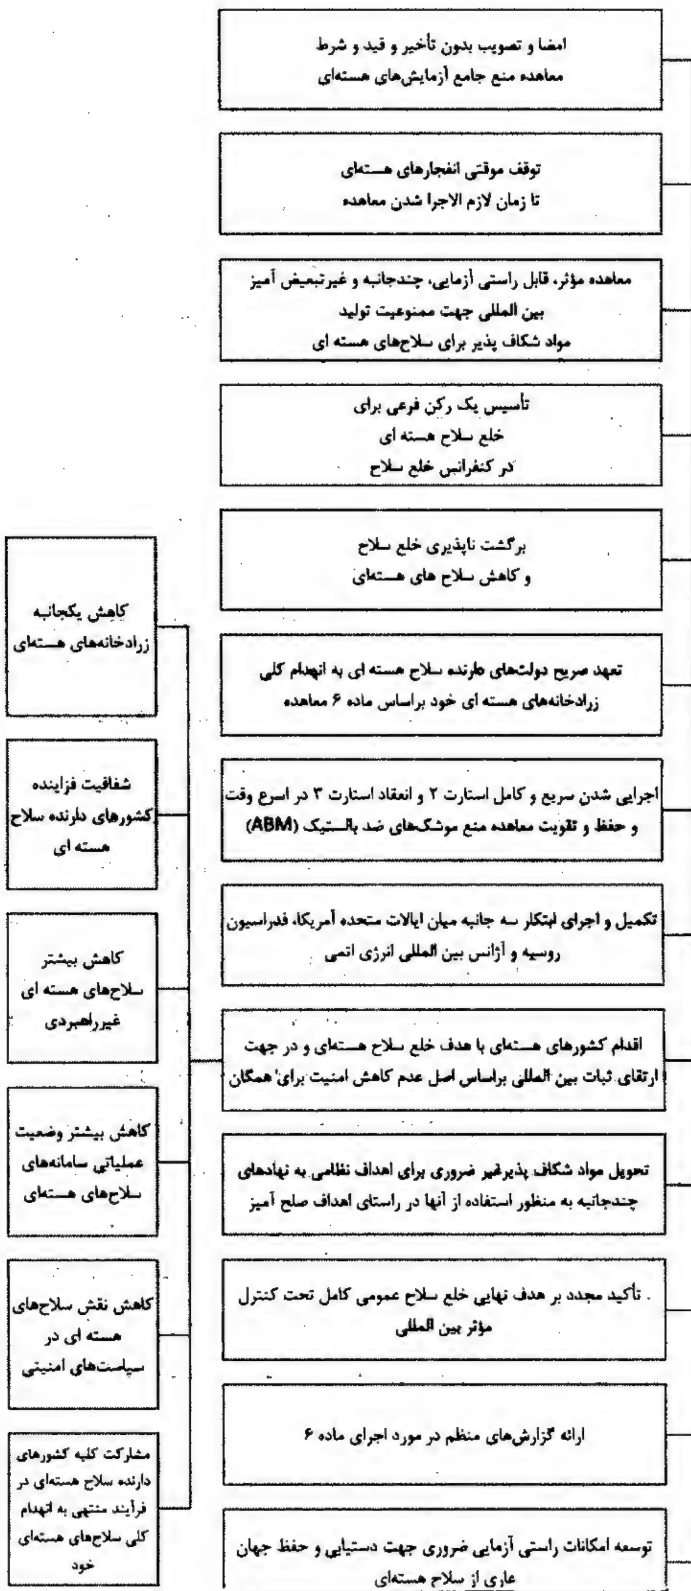 امضا و تصویب بدون تأخیر و قید و شرط
معاهده منع جامع آزمایش‌های هسته‌ای
توقف موقتی انفجارهای هسته‌ای
تا زمان لازم الاجرا شدن معاهده
معاهده مؤثر، قابل راستی آزمایی، چندجانبه و غیرتبعیض آمیز
بین المللی جهت ممنوعیت تولید
مواد شکاف پذیر برای سلاح‌های هسته ای
تأسیس یک رکن فرعی برای
خلع سلاح هسته ای
در کنفرانس خلع سلاح
برگشت ناپذیری خلع سلاح
و کاهش سلاح های هسته‌ای
تعهد صریح دولت‌های دارنده سلاح هسته ای به انهدام کلی
زرادخانه‌های هسته ای خود براساس ماده ۶ معاهده
اجرایی شدن سریع و کامل استارت ۲ و انعقاد استارت ۳ در اسرع وقت
و حفظ و تقویت معاهده منع موشک‌های ضد بالستیک (ABM)
تکمیل و اجرای ابتکار سه جانبه میان ایالات متحده آمریکا، فدراسیون
روسیه و آژانس بین المللی انرژی اتمی
اقدام کشورهای هسته‌ای با هدف خلع سلاح هسته‌ای و در جهت
ارتقای ثبات بین المللی براساس اصل عدم کاهش امنیت برای همگان
تحویل مواد شکاف پذیرغیر ضروری برای اهداف نظامی به نهادهای
چندجانبه به منظور استفاده از آنها در راستای اهداف صلح آمیز
. تأکید مجدد بر هدف نهایی خلع سلاح عمومی کامل تحت کنترل
مؤثر بین المللی
ارائه گزارش‌های منظم در مورد اجرای ماده ۶
توسعه امکانات راستی آزمایی ضروری جهت دستیابی و حفظ جهان
عاری از سلاح هسته‌ای
کاهش یکجانبه
زرادخانه‌های هسته‌ای
شفافیت فزاینده
کشورهای دارنده سلاح
هسته ای
کاهش بیشتر
سلاح‌های هسته ای
غیرراهبردی
کاهش بیشتر وضعیت
عملیاتی سامانه‌های
سلاح‌های هسته‌ای
کاهش نقش سلاح‌های
هسته ای در
سیاست‌های امنیتی
مشارکت کلیه کشورهای
دارنده سلاح هسته‌ای در
فرآیند منتهی به انهدام
کلی سلاح‌های هسته‌ای
خود